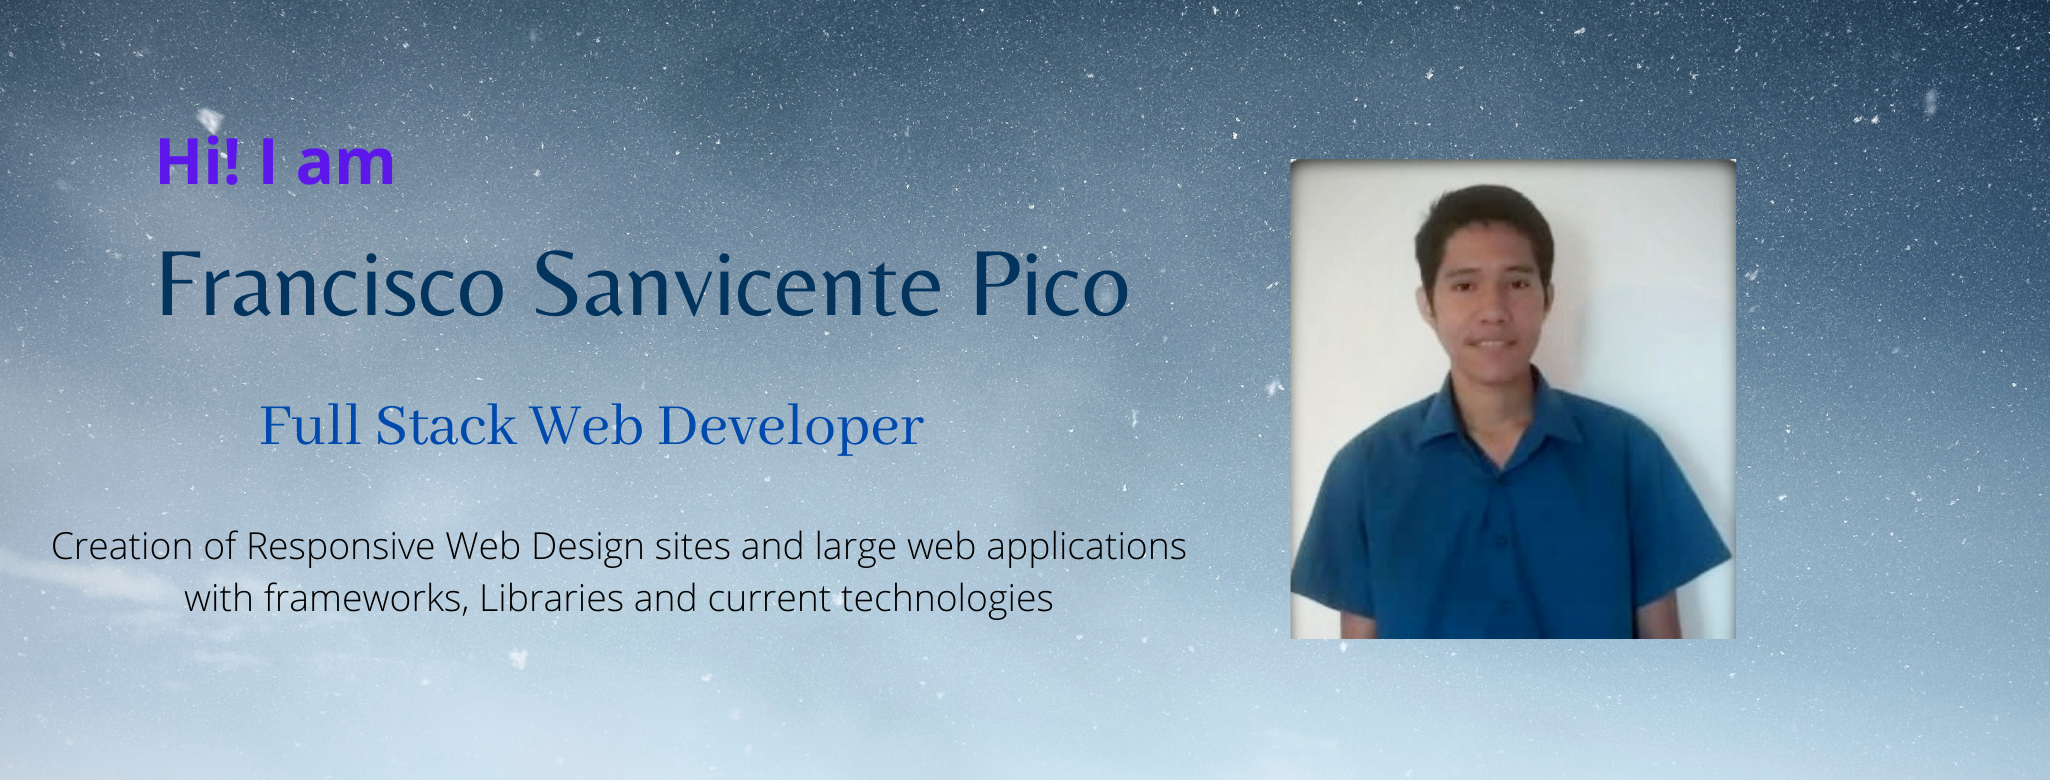 Hi! I am
Francisco Sanvicente Pico
Full Stack Web Developer
Creation of Responsive Web Design sites and large web applications
with frameworks, Libraries and current technologies